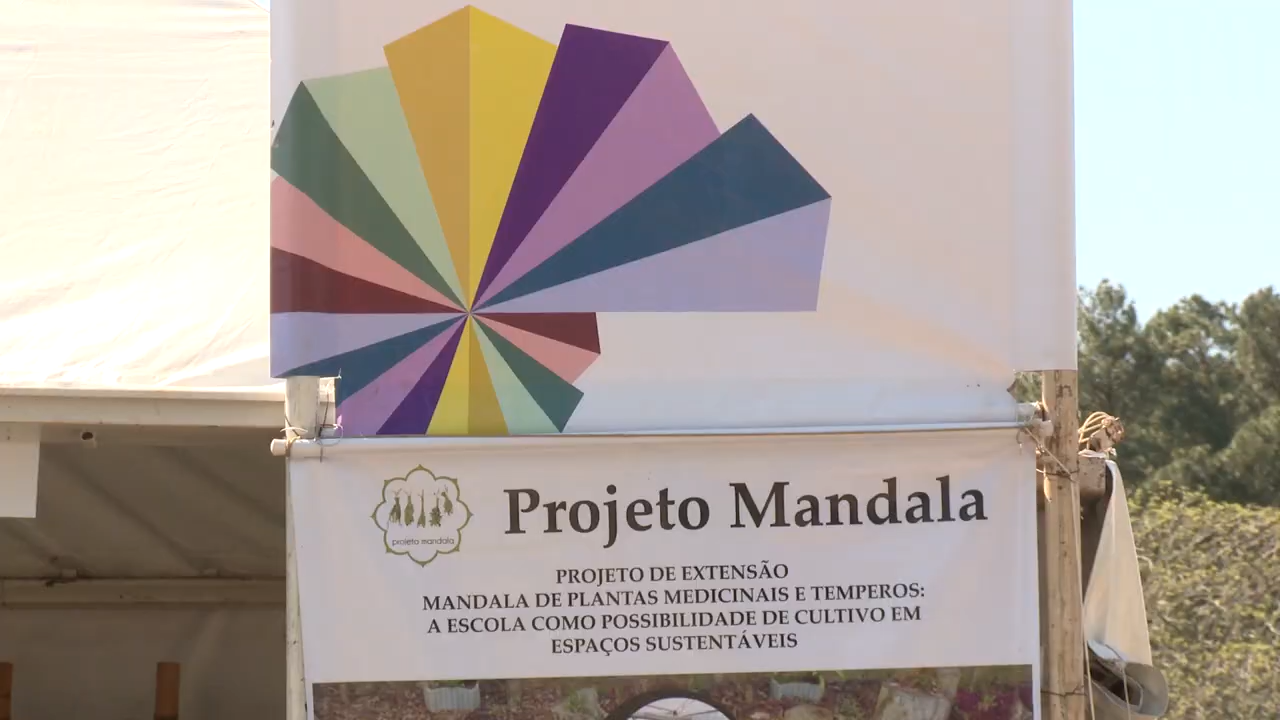 projeto mandala
Projeto Mandala
PROJETO DE EXTENSÃO
MANDALA DE PLANTAS MEDICINAIS E TEMPEROS:
A ESCOLA COMO POSSIBILIDADE DE CULTIVO EM
ESPAÇOS SUSTENTÁVEIS